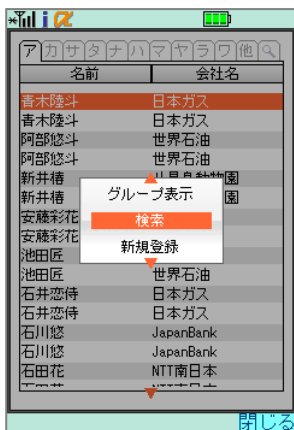 i α
ア カ サ タ ナ ハ マ ヤ ラ ワ 他
名前 会社名
青木陸斗 日本ガス
青木陸斗 日本ガス
阿部悠斗 世界石油
阿部悠斗 世界石油
新井椿
新井椿 園
安藤彩花
安藤彩花
池田匠
池田匠 世界石油
石井恋侍 日本ガス
石井恋侍 日本ガス
石川悠 JapanBank
石川悠 JapanBank
石田花 NTT南日本
グループ表示
検索
新規登録
閉じる